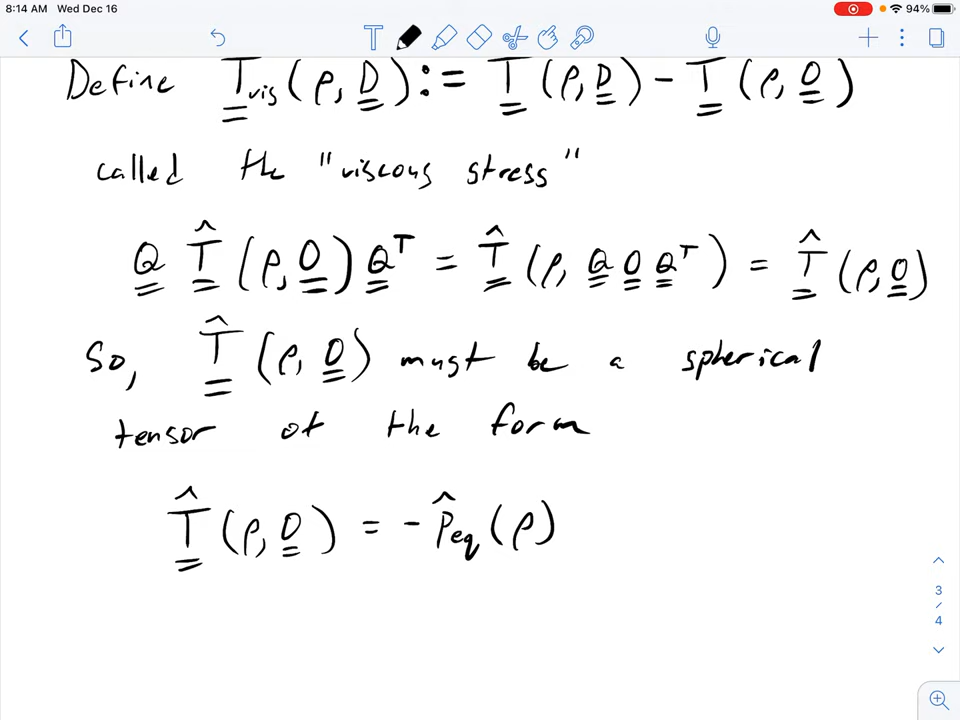 8:14 AM Wed Dec 16
94%
T
Define T̳_vis(ρ, D̳) := T̳(ρ, D̳) − T̳(ρ, 0̳)
called the "viscous stress"
Q̳ T̳̂(ρ, 0̳) Q̳ᵀ = T̳̂(ρ, Q̳ 0̳ Q̳ᵀ) = T̳̂(ρ, 0̳)
So, T̳̂(ρ, 0̳) must be a spherical
tensor of the form
T̳̂(ρ, 0̳) = − p̂_eq(ρ)
3
/
4